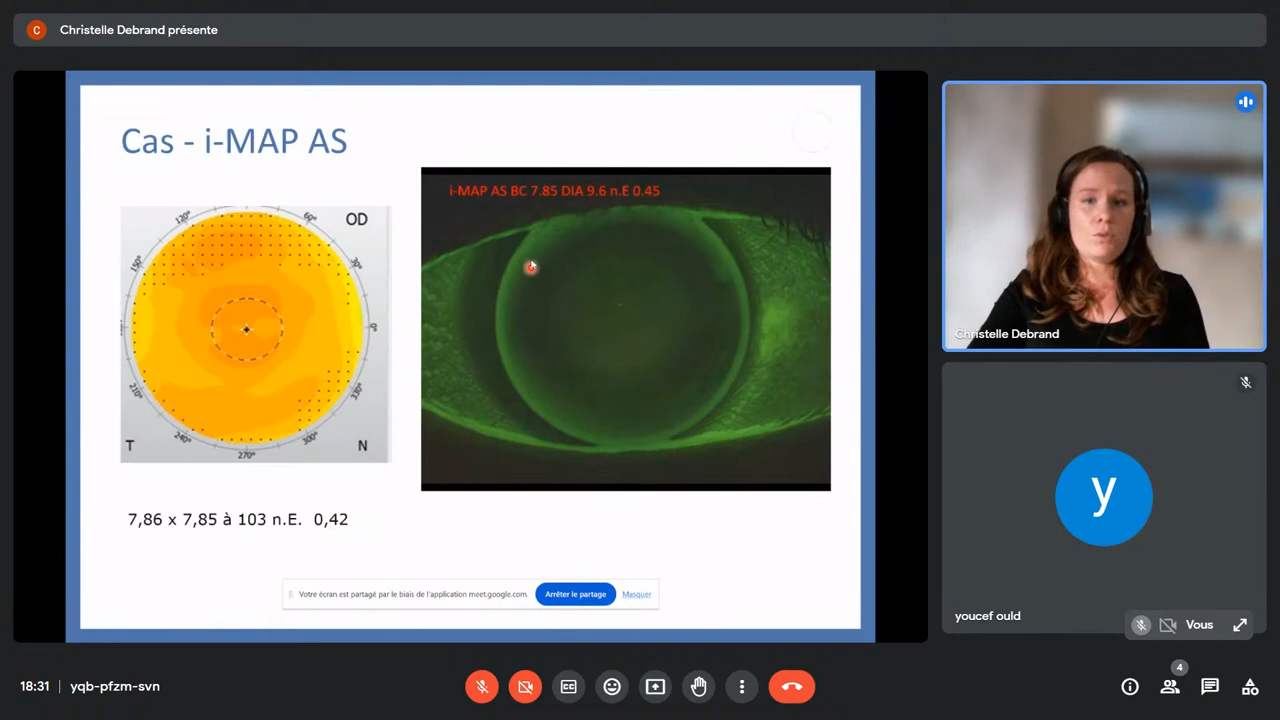 C Christelle Debrand présente
Cas - i-MAP AS
i-MAP AS BC 7.85 DIA 9.6 n.E 0.45
120°
60°
OD
150°
30°
0°
210°
330°
240°
300°
270°
T
N
7,86 x 7,85 à 103 n.E. 0,42
Votre écran est partagé par le biais de l'application meet.google.com.
Arrêter le partage
Masquer
Christelle Debrand
y
youcef ould
Vous
18:31 | yqb-pfzm-svn
4